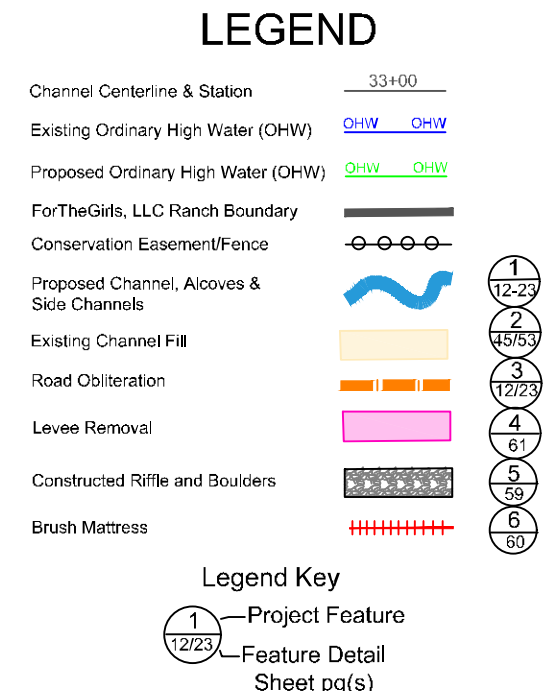 LEGEND
Channel Centerline & Station 33+00
Existing Ordinary High Water (OHW) OHW OHW
Proposed Ordinary High Water (OHW) OHW OHW
ForTheGirls, LLC Ranch Boundary
Conservation Easement/Fence
Proposed Channel, Alcoves &
Side Channels
1
12-23
Existing Channel Fill
2
45/53
Road Obliteration
3
12/23
Levee Removal
4
61
Constructed Riffle and Boulders
5
59
Brush Mattress
6
60
Legend Key
1 Project Feature
12/23
Feature Detail
Sheet pg(s)